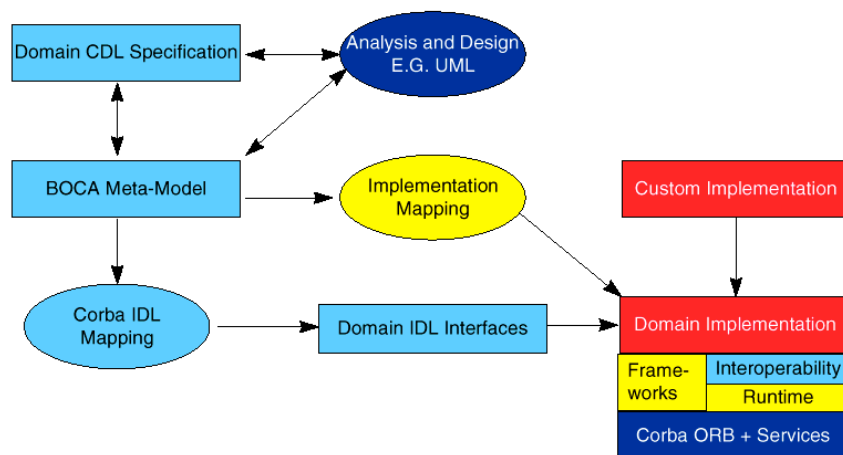 Domain CDL Specification
Analysis and Design
E.G. UML
BOCA Meta-Model
Implementation
Mapping
Custom Implementation
Corba IDL
Mapping
Domain IDL Interfaces
Domain Implementation
Frame-
works
Interoperability
Runtime
Corba ORB + Services